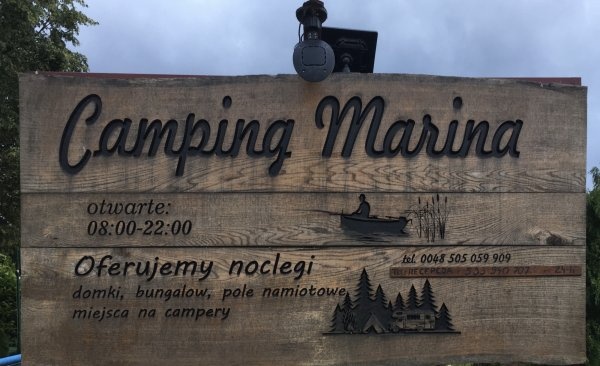 Camping Marina
otwarte:
08:00-22:00
Oferujemy noclegi
domki, bungalow, pole namiotowe
miejsca na campery
tel. 0048 505 059 909